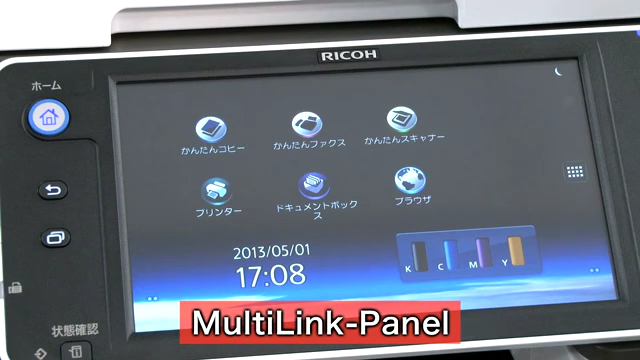 RICOH
ホーム
かんたんコピー
かんたんファクス
かんたんスキャナー
プリンター
ドキュメントボック
ス
ブラウザ
2013/05/01
17:08
K C M Y
MultiLink-Panel
状態確認